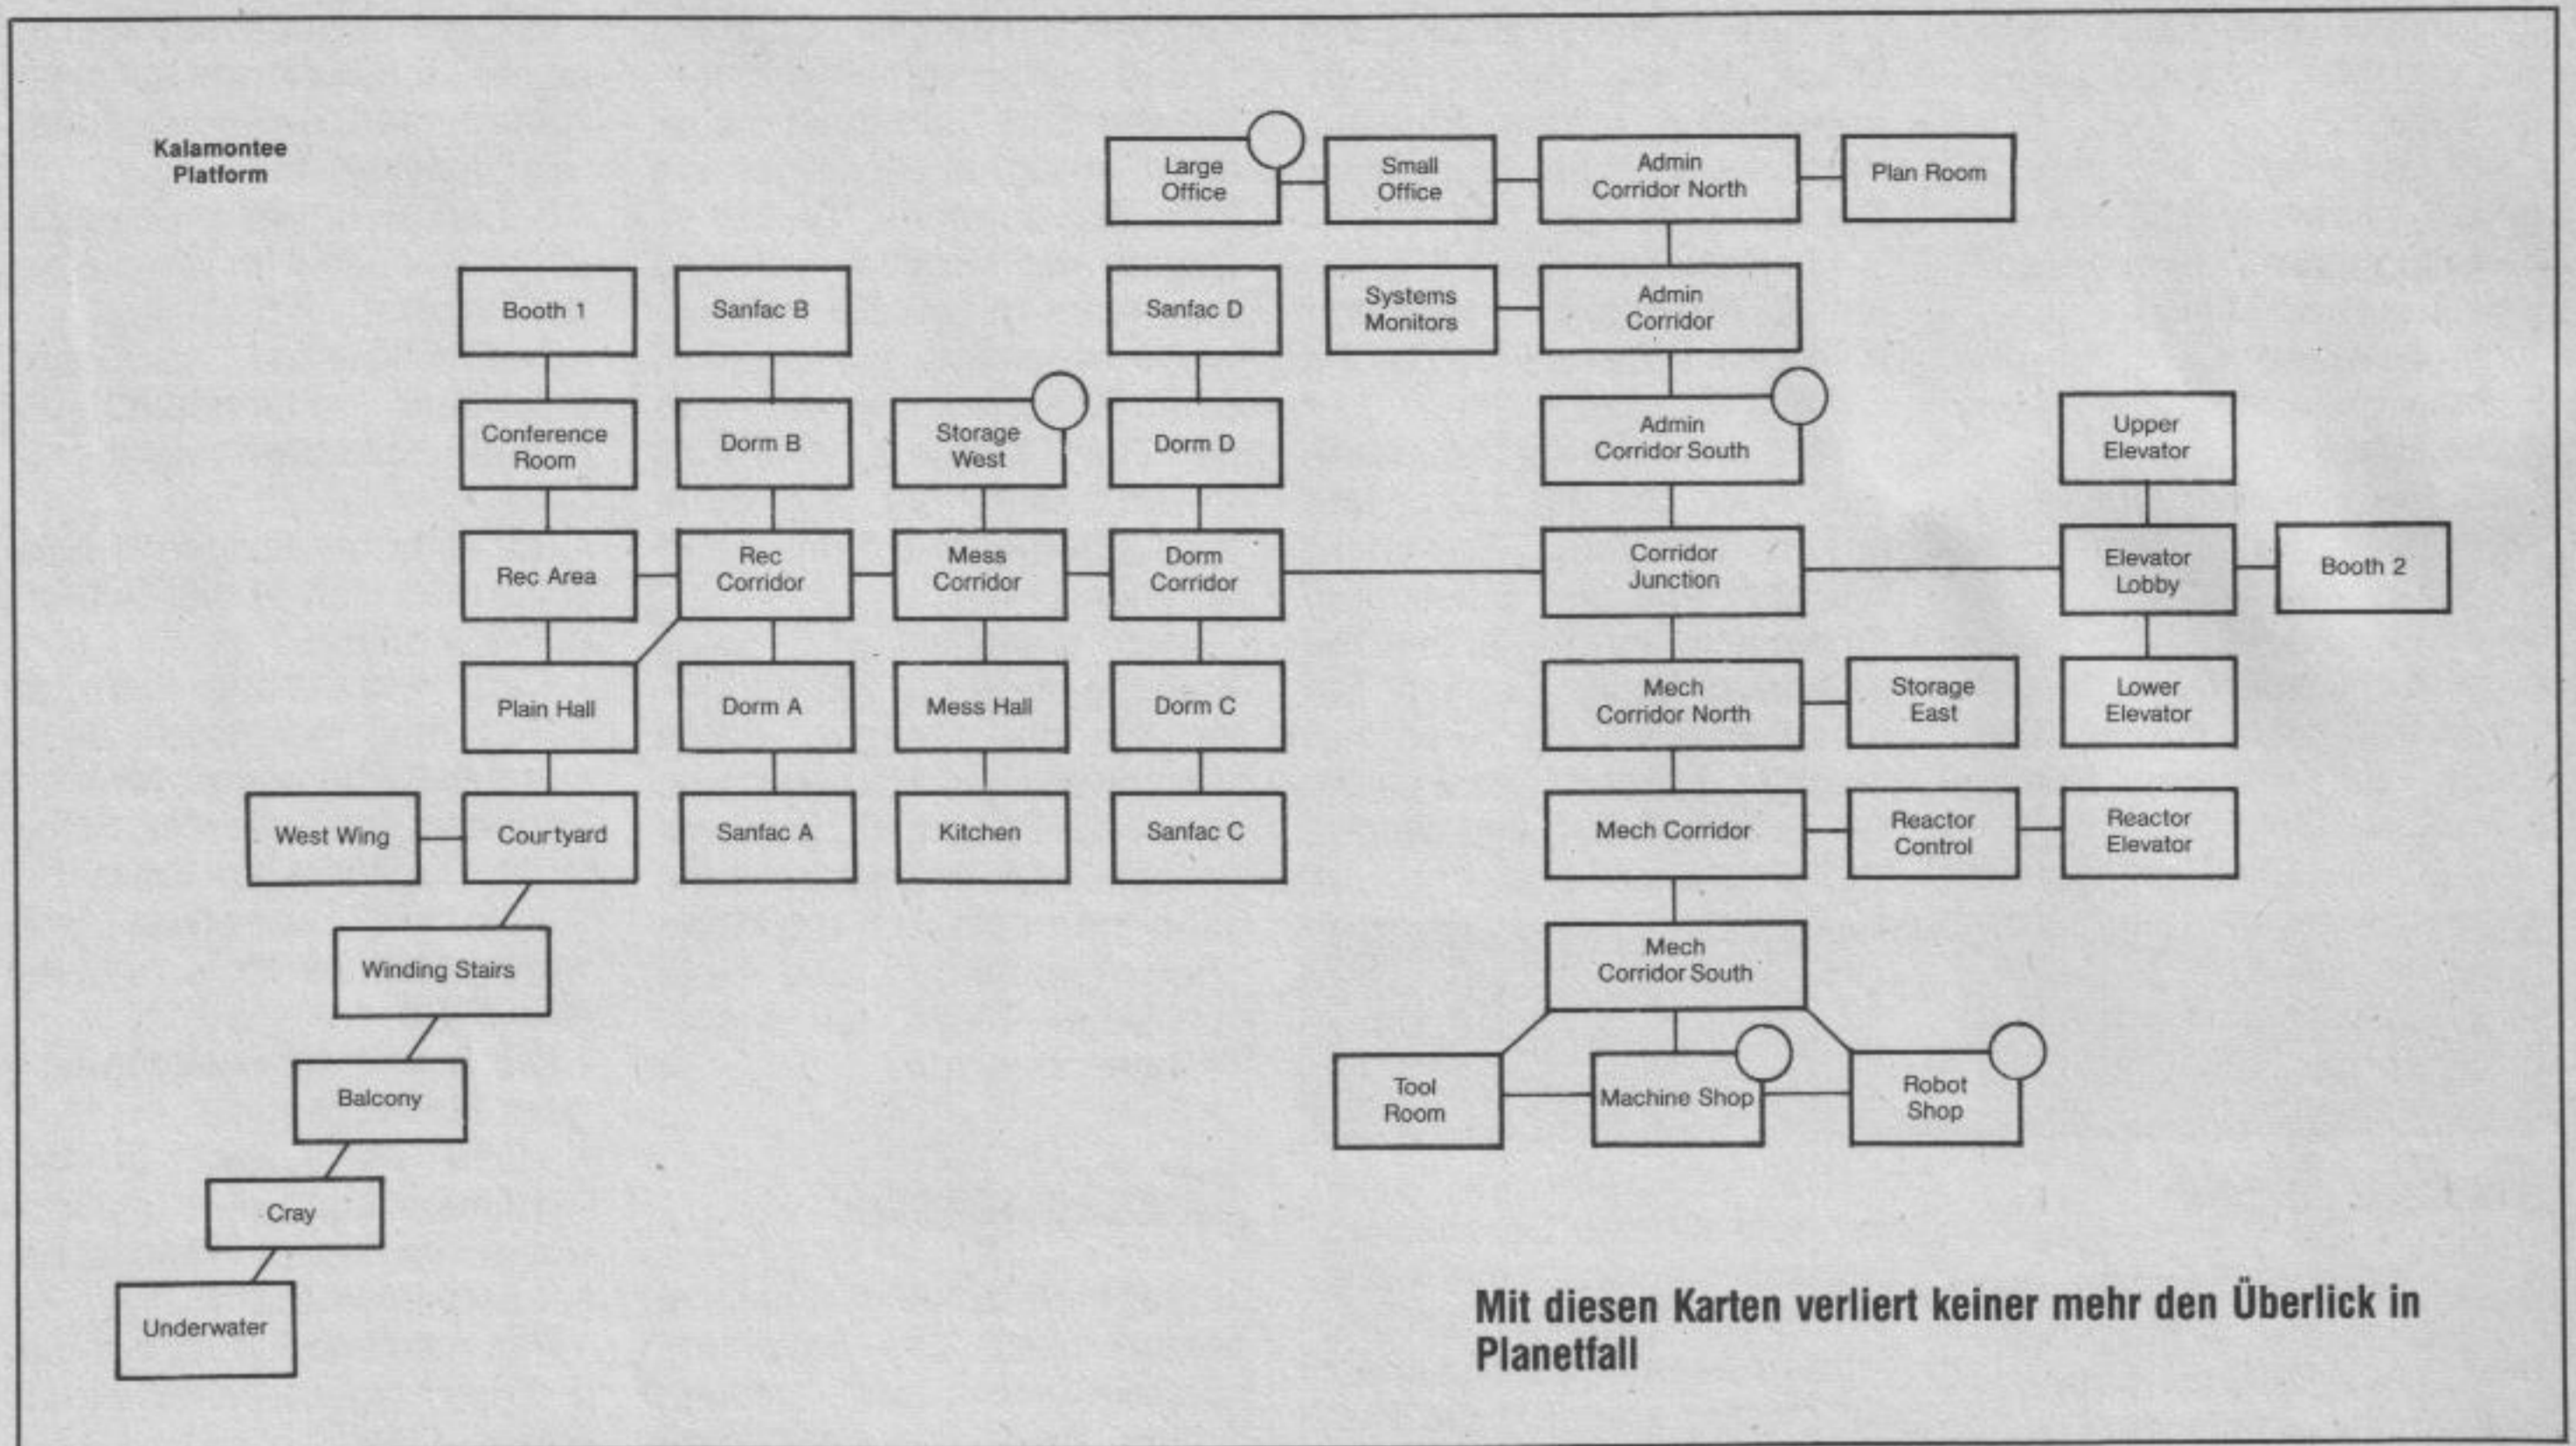 Kalamontee
Platform
Large
Office
Small
Office
Admin
Corridor North
Plan Room
Booth 1
Sanfac B
Sanfac D
Systems
Monitors
Admin
Corridor
Conference
Room
Dorm B
Storage
West
Dorm D
Admin
Corridor South
Upper
Elevator
Rec Area
Rec
Corridor
Mess
Corridor
Dorm
Corridor
Corridor
Junction
Elevator
Lobby
Booth 2
Plain Hall
Dorm A
Mess Hall
Dorm C
Mech
Corridor North
Storage
East
Lower
Elevator
West Wing
Courtyard
Sanfac A
Kitchen
Sanfac C
Mech Corridor
Reactor
Control
Reactor
Elevator
Winding Stairs
Mech
Corridor South
Balcony
Tool
Room
Machine Shop
Robot
Shop
Cray
Underwater
Mit diesen Karten verliert keiner mehr den Überlick in
Planetfall